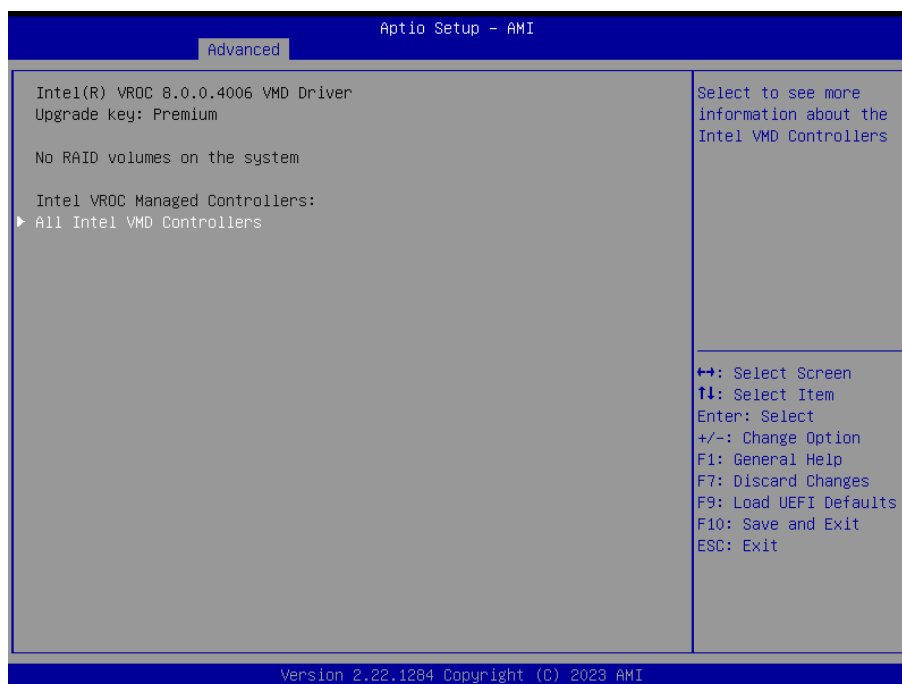 Aptio Setup – AMI
Advanced
Intel(R) VROC 8.0.0.4006 VMD Driver
Upgrade key: Premium
No RAID volumes on the system
Intel VROC Managed Controllers:
▶ All Intel VMD Controllers
Select to see more
information about the
Intel VMD Controllers
↔: Select Screen
↑↓: Select Item
Enter: Select
+/-: Change Option
F1: General Help
F7: Discard Changes
F9: Load UEFI Defaults
F10: Save and Exit
ESC: Exit
Version 2.22.1284 Copyright (C) 2023 AMI